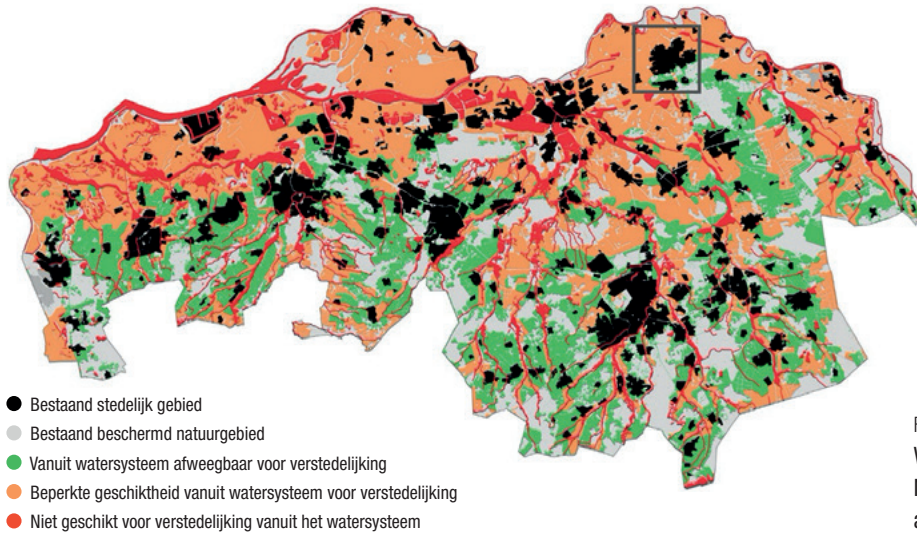 Bestaand stedelijk gebied
Bestaand beschermd natuurgebied
Vanuit watersysteem afweegbaar voor verstedelijking
Beperkte geschiktheid vanuit watersysteem voor verstedelijking
Niet geschikt voor verstedelijking vanuit het watersysteem